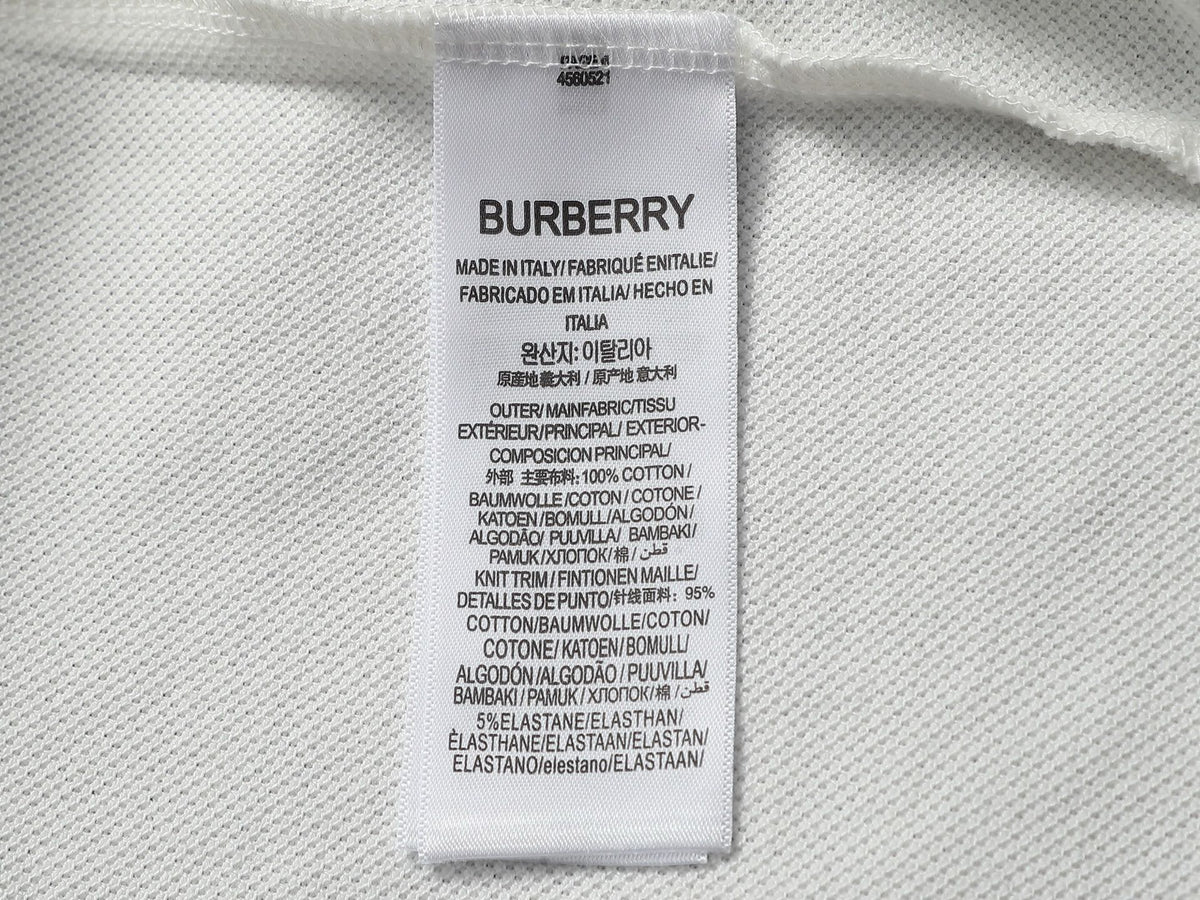 4560521
BURBERRY
MADE IN ITALY/ FABRIQUÉ ENITALIE/
FABRICADO EM ITALIA/ HECHO EN
ITALIA
완산지: 이탈리아
原産地義大利 / 原产地 意大利
OUTER/ MAINFABRIC/TISSU
EXTÉRIEUR/PRINCIPAL/ EXTERIOR-
COMPOSICION PRINCIPAL/
外部 主要布料: 100% COTTON /
BAUMWOLLE /COTON / COTONE /
KATOEN /BOMULL /ALGODÓN /
ALGODÃO/ PUUVILLA/ BAMBAKI/
PAMUK /ХЛОПОК/棉 / قطن
KNIT TRIM / FINTIONEN MAILLE/
DETALLES DE PUNTO/针线面料: 95%
COTTON/BAUMWOLLE/COTON/
COTONE/ KATOEN/ BOMULL/
ALGODÓN /ALGODÃO / PUUVILLA/
BAMBAKI / PAMUK / ХЛОПОК/棉 /قطن
5%ELASTANE/ELASTHAN/
ÈLASTHANE/ELASTAAN/ELASTAN/
ELASTANO/elestano/ELASTAAN/